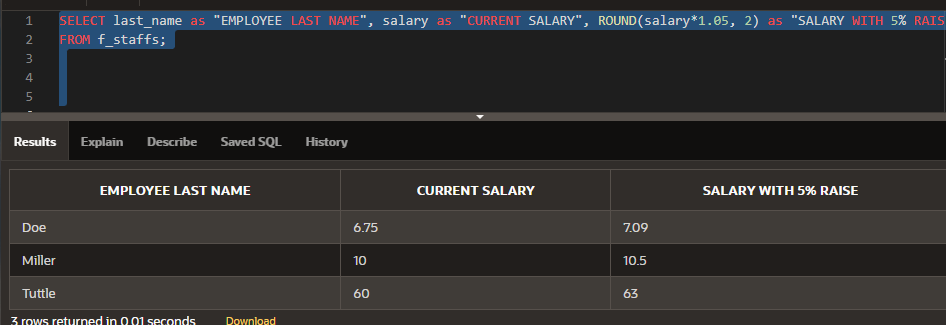 1 SELECT last_name as "EMPLOYEE LAST NAME", salary as "CURRENT SALARY", ROUND(salary*1.05, 2) as "SALARY WITH 5% RAIS
2 FROM f_staffs;
3
4
5
Results Explain Describe Saved SQL History
EMPLOYEE LAST NAME CURRENT SALARY SALARY WITH 5% RAISE
Doe 6.75 7.09
Miller 10 10.5
Tuttle 60 63
3 rows returned in 0.01 seconds Download